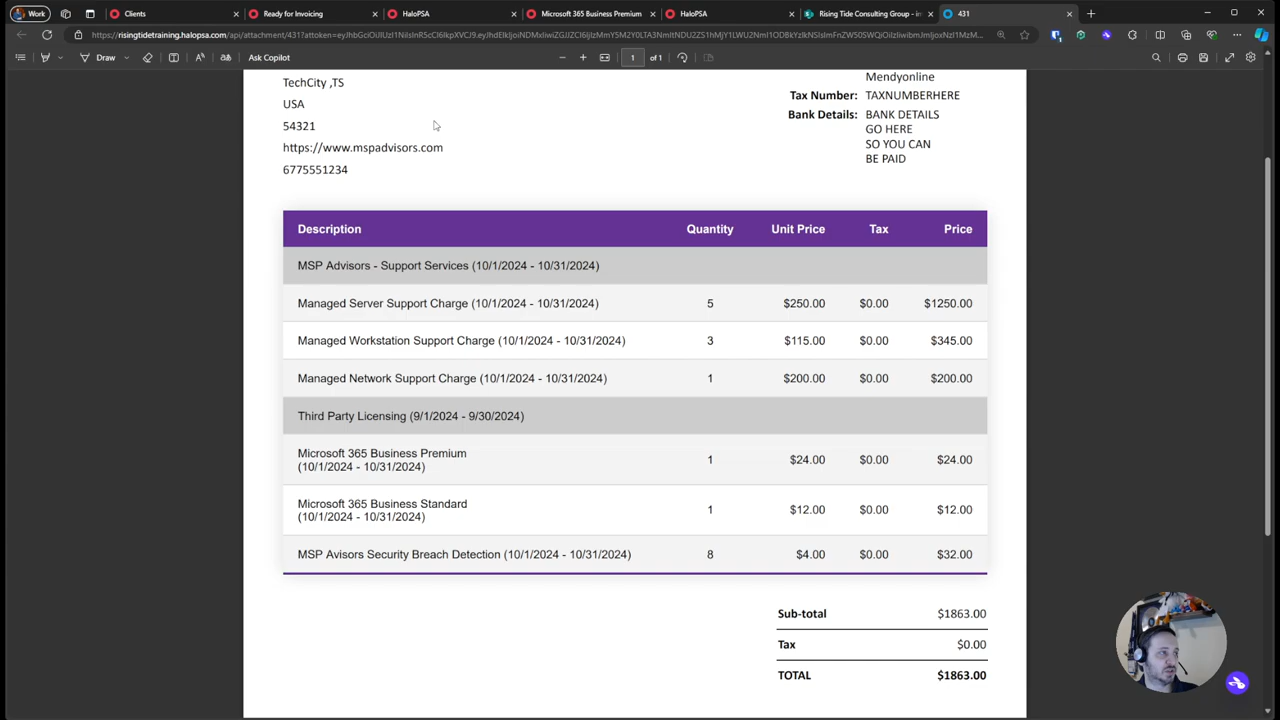 Work
Clients
Ready for Invoicing
HaloPSA
Microsoft 365 Business Premium
HaloPSA
Rising Tide Consulting Group - in
431
Draw
Ask Copilot
1
of 1
TechCity ,TS
USA
54321
https://www.mspadvisors.com
6775551234
Mendyonline
Tax Number: TAXNUMBERHERE
Bank Details: BANK DETAILS
GO HERE
SO YOU CAN
BE PAID
Description Quantity Unit Price Tax Price
MSP Advisors - Support Services (10/1/2024 - 10/31/2024)
Managed Server Support Charge (10/1/2024 - 10/31/2024) 5 $250.00 $0.00 $1250.00
Managed Workstation Support Charge (10/1/2024 - 10/31/2024) 3 $115.00 $0.00 $345.00
Managed Network Support Charge (10/1/2024 - 10/31/2024) 1 $200.00 $0.00 $200.00
Third Party Licensing (9/1/2024 - 9/30/2024)
Microsoft 365 Business Premium
(10/1/2024 - 10/31/2024) 1 $24.00 $0.00 $24.00
Microsoft 365 Business Standard
(10/1/2024 - 10/31/2024) 1 $12.00 $0.00 $12.00
MSP Avisors Security Breach Detection (10/1/2024 - 10/31/2024) 8 $4.00 $0.00 $32.00
Sub-total $1863.00
Tax $0.00
TOTAL $1863.00